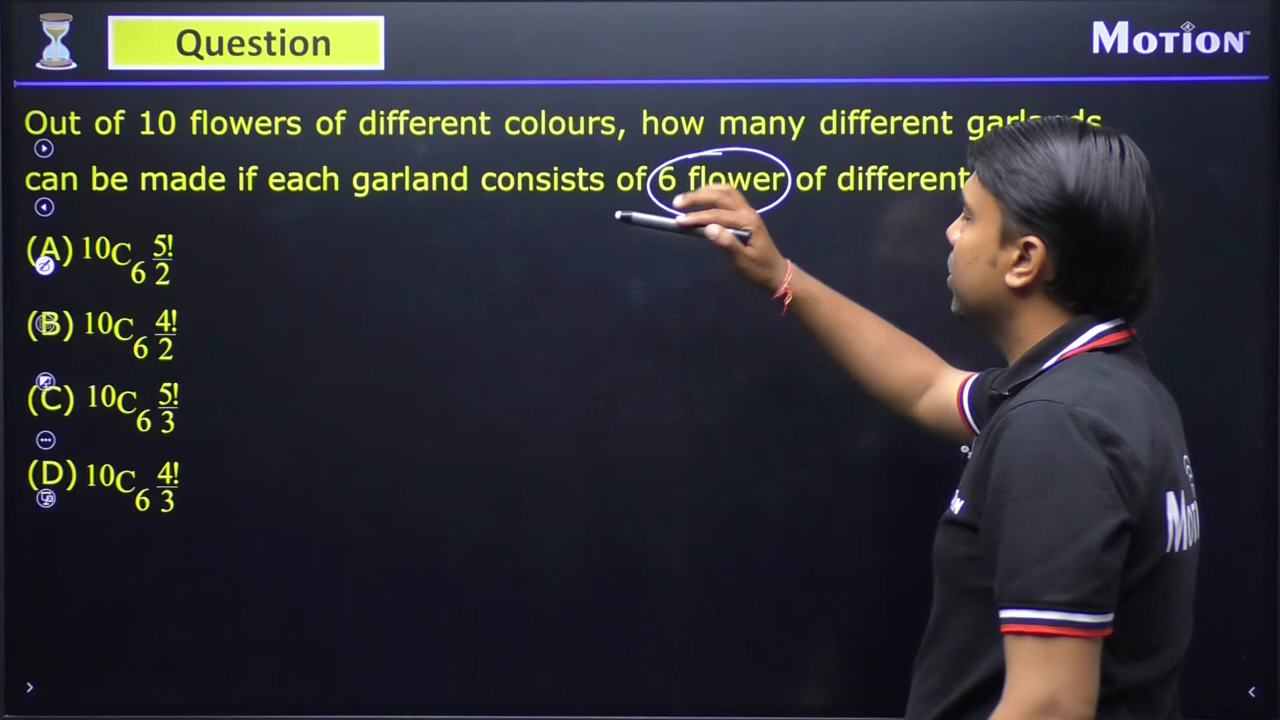 Question
MOTION
Out of 10 flowers of different colours, how many different garlands
can be made if each garland consists of 6 flower of different
(A) 10C6 5!/2
(B) 10C6 4!/2
(C) 10C6 5!/3
(D) 10C6 4!/3